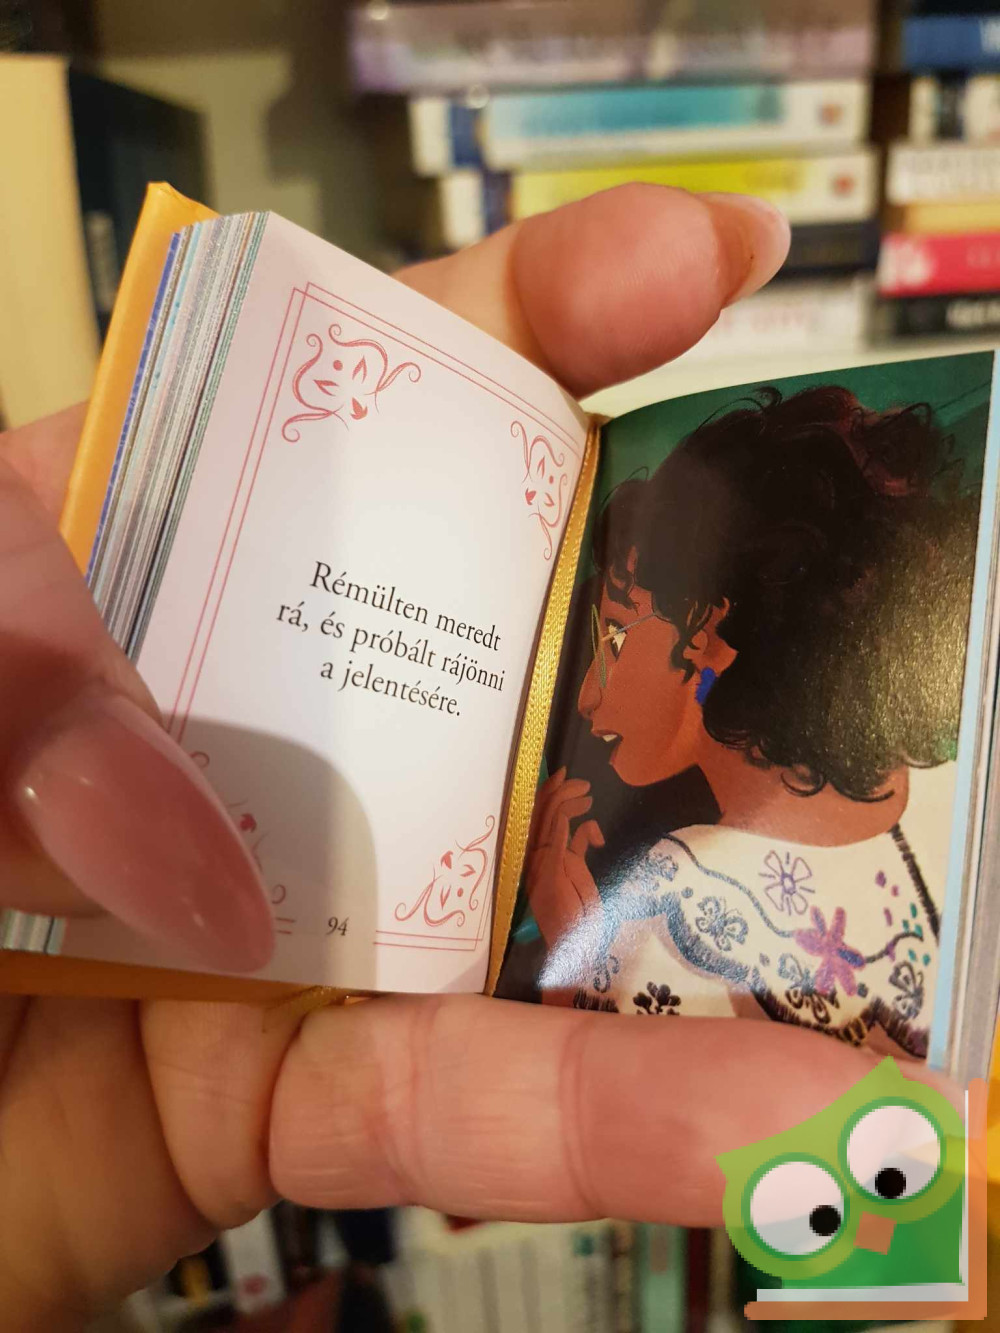 Rémülten meredt
rá, és próbált rájönni
a jelentésére.
94